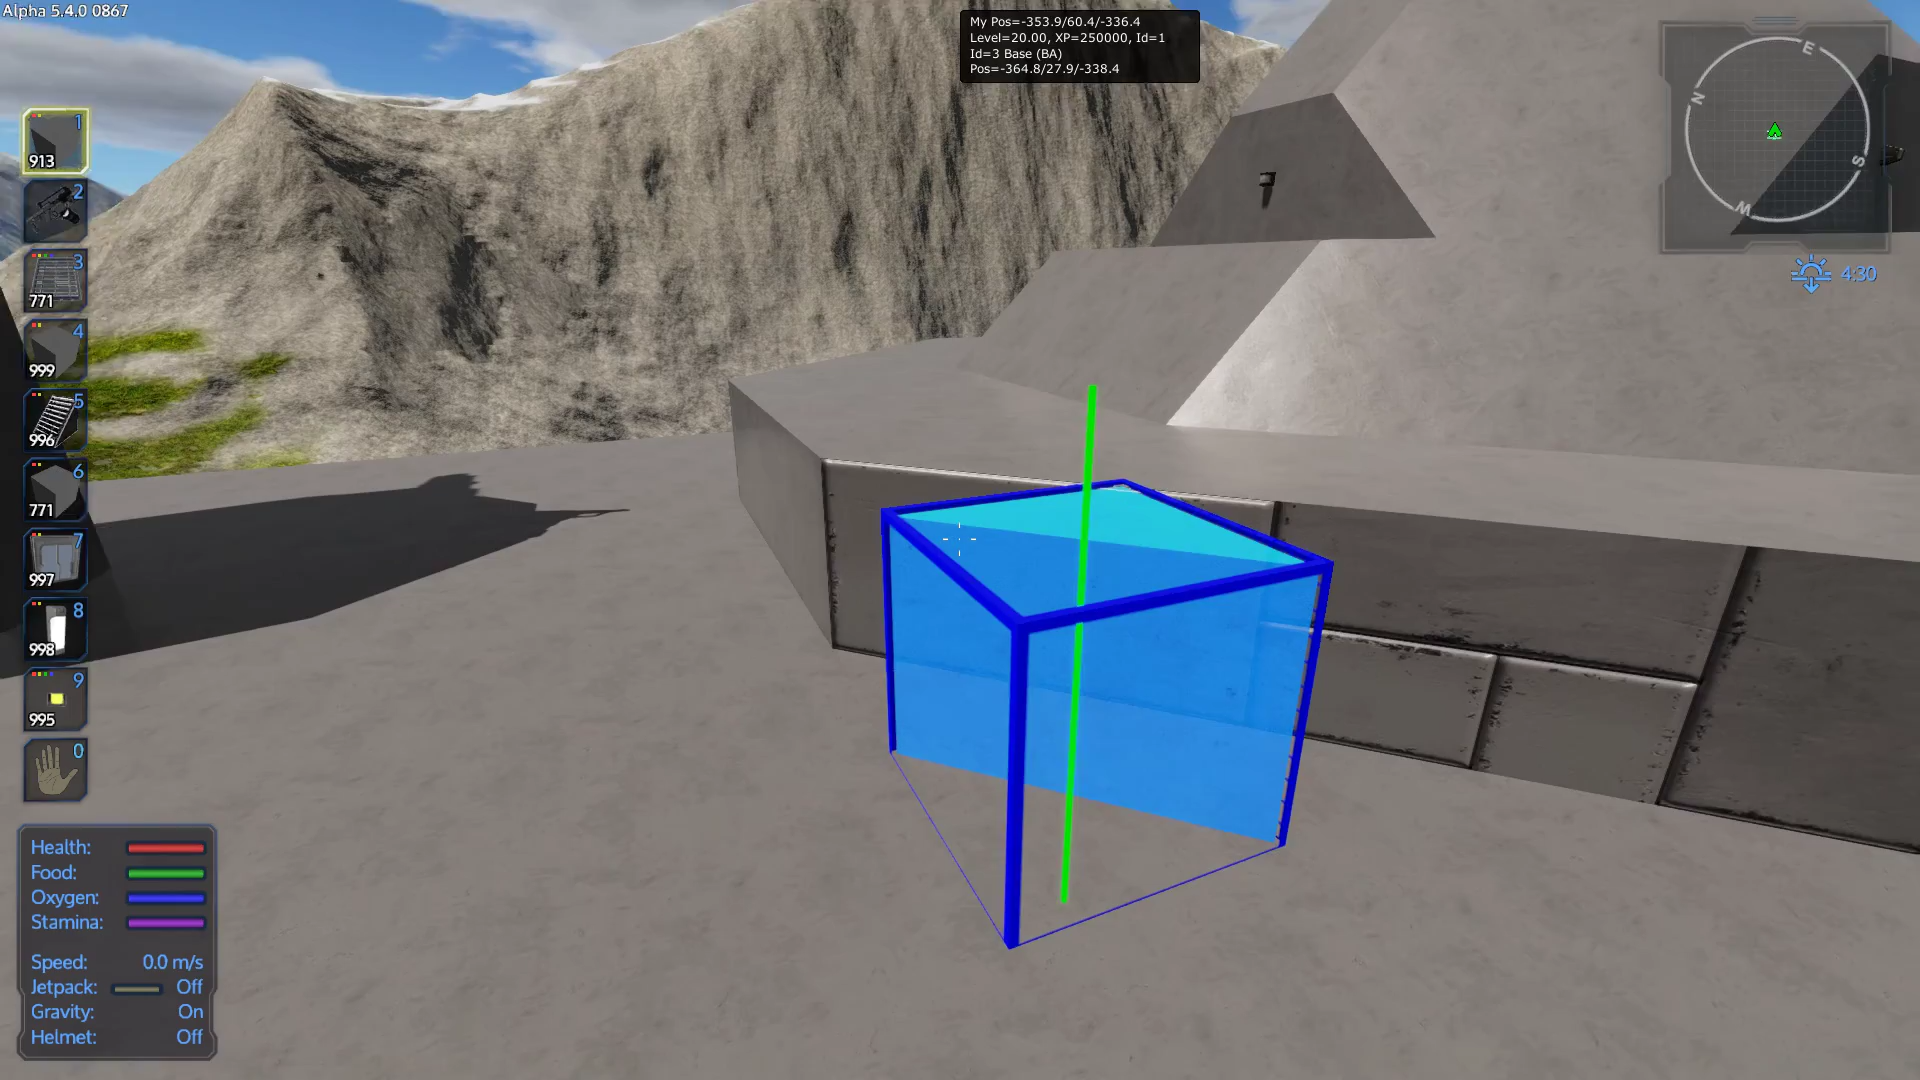 Alpha 5.4.0 0867
My Pos=-353.9/60.4/-336.4
Level=20.00, XP=250000, Id=1
Id=3 Base (BA)
Pos=-364.8/27.9/-338.4
E
N
S
W
4:30
1
913
2
3
771
4
999
5
996
6
771
7
997
8
998
9
995
0
Health:
Food:
Oxygen:
Stamina:
Speed: 0.0 m/s
Jetpack: Off
Gravity: On
Helmet: Off